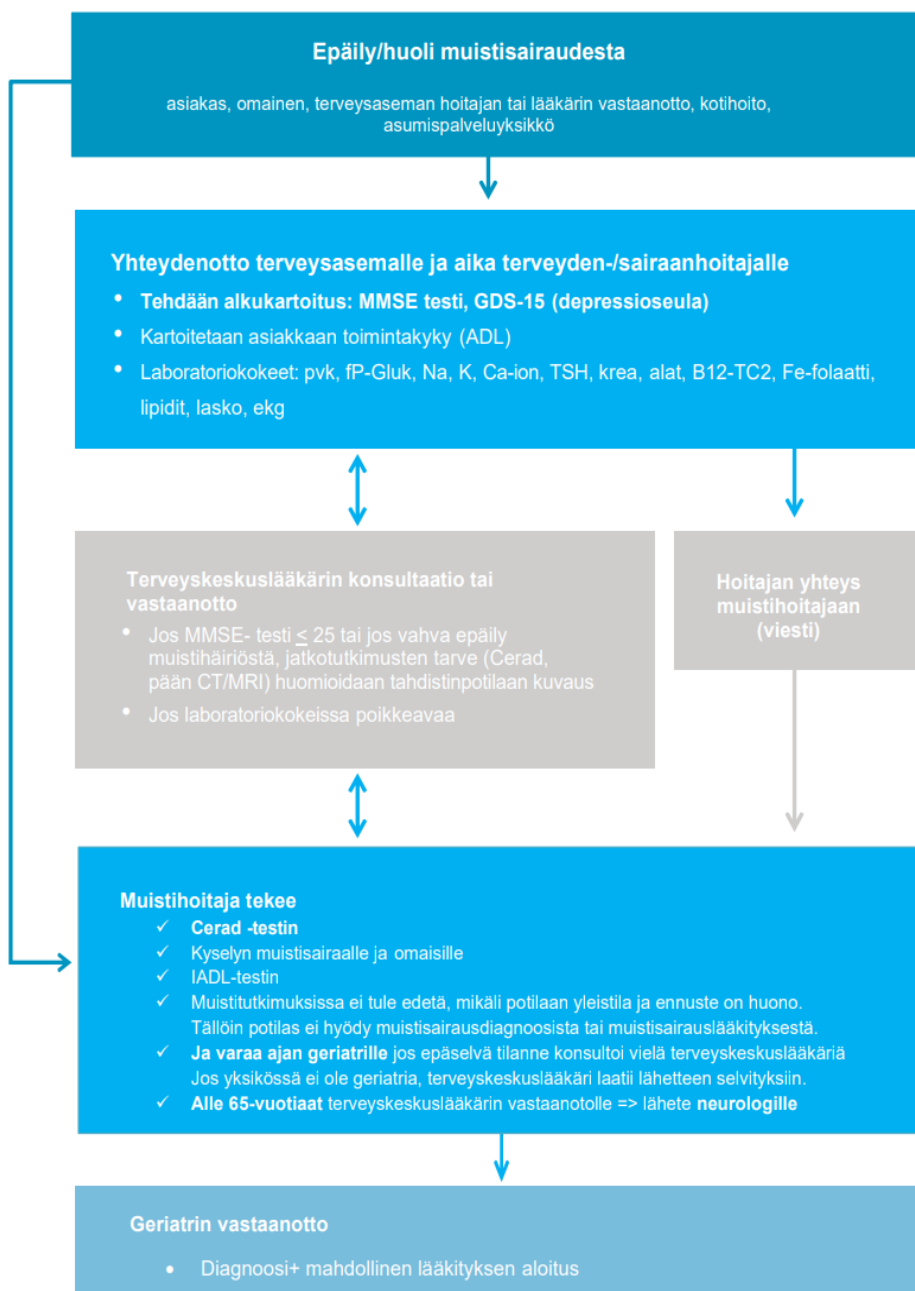 Epäily/huoli muistisairaudesta
asiakas, omainen, terveysaseman hoitajan tai lääkärin vastaanotto, kotihoito,
asumispalveluyksikkö
Yhteydenotto terveysasemalle ja aika terveyden-/sairaanhoitajalle
• Tehdään alkukartoitus: MMSE testi, GDS-15 (depressioseula)
• Kartoitetaan asiakkaan toimintakyky (ADL)
• Laboratoriokokeet: pvk, fP-Gluk, Na, K, Ca-ion, TSH, krea, alat, B12-TC2, Fe-folaatti,
lipidit, lasko, ekg
Terveyskeskuslääkärin konsultaatio tai
vastaanotto
• Jos MMSE- testi ≤ 25 tai jos vahva epäily
muistihäiriöstä, jatkotutkimusten tarve (Cerad,
pään CT/MRI) huomioidaan tahdistinpotilaan kuvaus
• Jos laboratoriokokeissa poikkeavaa
Hoitajan yhteys
muistihoitajaan
(viesti)
Muistihoitaja tekee
✓ Cerad -testin
✓ Kyselyn muistisairaalle ja omaisille
✓ IADL-testin
✓ Muistitutkimuksissa ei tule edetä, mikäli potilaan yleistila ja ennuste on huono.
Tällöin potilas ei hyödy muistisairausdiagnoosista tai muistisairauslääkityksestä.
✓ Ja varaa ajan geriatrille jos epäselvä tilanne konsultoi vielä terveyskeskuslääkäriä
Jos yksikössä ei ole geriatria, terveyskeskuslääkäri laatii lähetteen selvityksiin.
✓ Alle 65-vuotiaat terveyskeskuslääkärin vastaanotolle => lähete neurologille
Geriatrin vastaanotto
• Diagnoosi+ mahdollinen lääkityksen aloitus